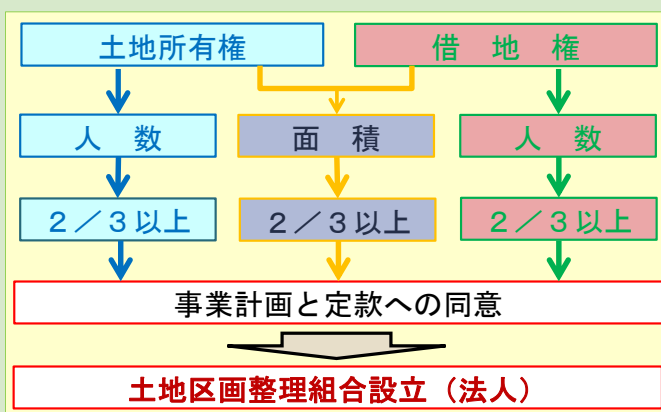 土地所有権
借 地 権
人 数
面 積
人 数
2／3以上
2／3以上
2／3以上
事業計画と定款への同意
土地区画整理組合設立（法人）